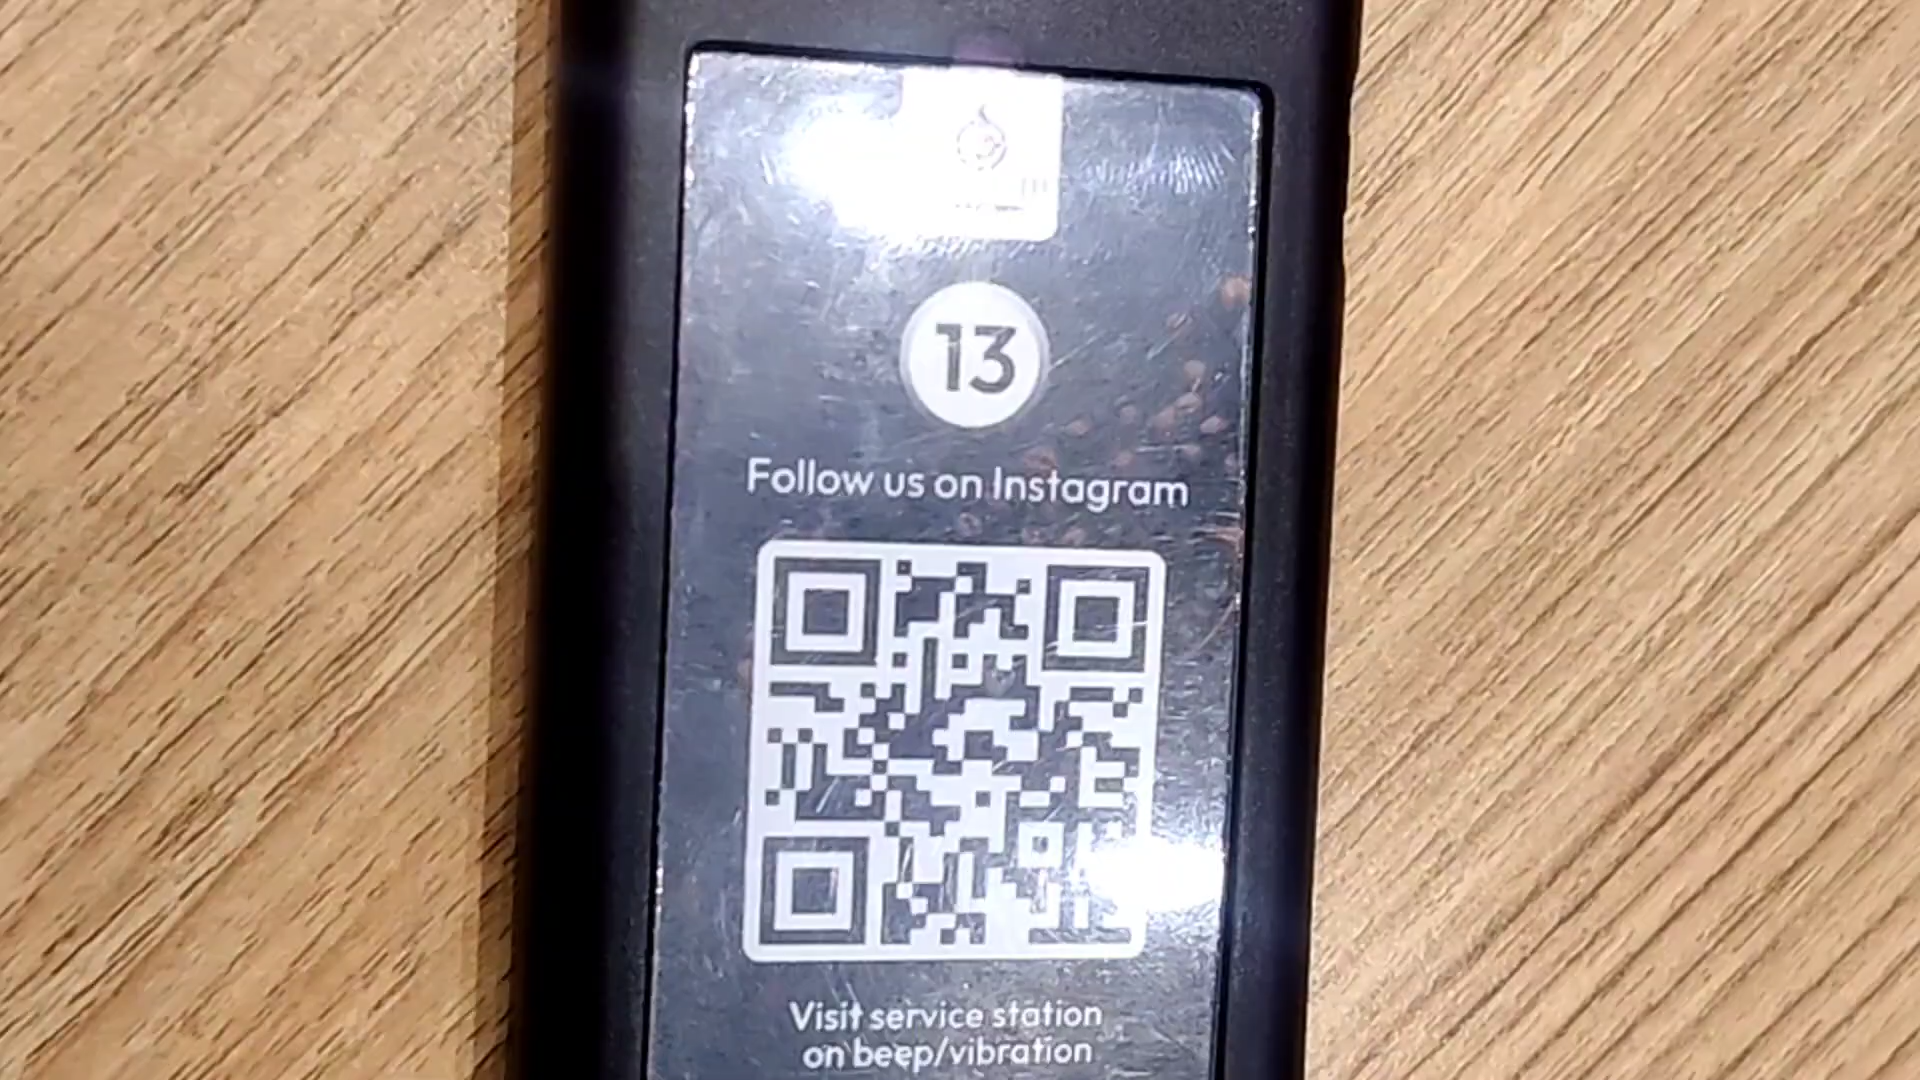 13
Follow us on Instagram
Visit service station
on beep/vibration